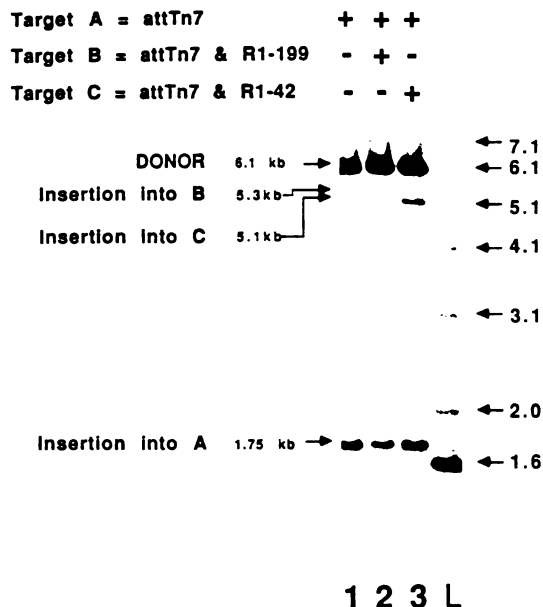 Target A = attTn7 + + +
Target B = attTn7 & R1-199 - + -
Target C = attTn7 & R1-42 - - +
7.1
DONOR 6.1 kb 6.1
Insertion into B 5.3kb
5.1
Insertion into C 5.1kb
4.1
3.1
2.0
Insertion into A 1.75 kb
1.6
1 2 3 L